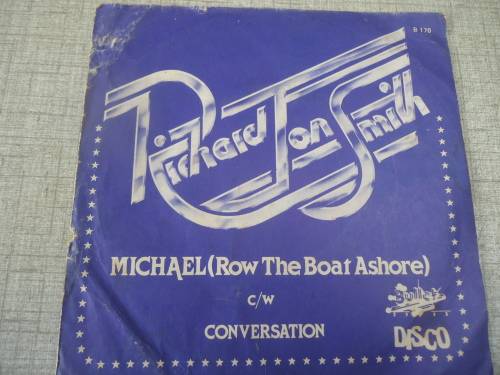 B 170
Richard Jon Smith
MICHAEL (Row The Boat Ashore)
C/W
CONVERSATION
Bullet
DISCO